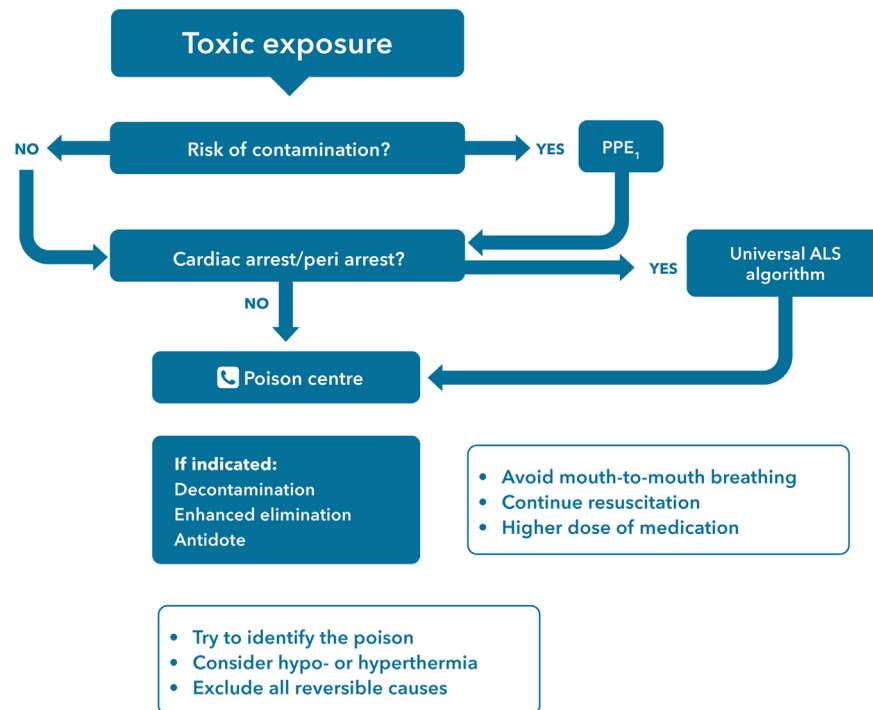 Toxic exposure
NO
Risk of contamination?
YES
PPE1
Cardiac arrest/peri arrest?
YES
Universal ALS
algorithm
NO
Poison centre
If indicated:
Decontamination
Enhanced elimination
Antidote
• Avoid mouth-to-mouth breathing
• Continue resuscitation
• Higher dose of medication
• Try to identify the poison
• Consider hypo- or hyperthermia
• Exclude all reversible causes